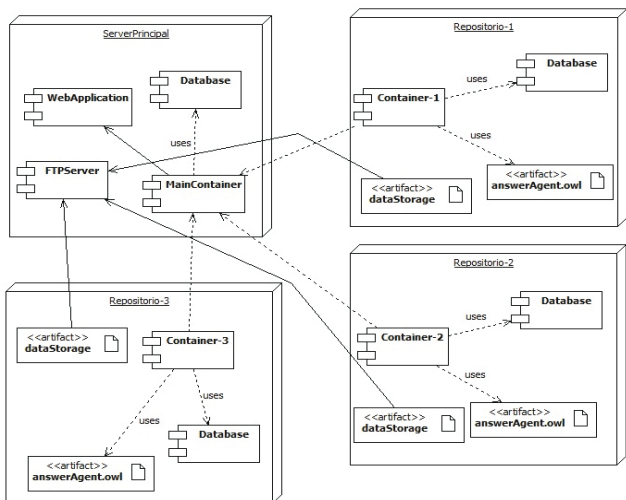 ServerPrincipal
Database
WebApplication
uses
FTPServer
MainContainer
Repositorio-1
Database
uses
Container-1
uses
<<artifact>>
dataStorage
<<artifact>>
answerAgent.owl
Repositorio-3
<<artifact>>
dataStorage
Container-3
uses
uses
Database
<<artifact>>
answerAgent.owl
Repositorio-2
Database
uses
Container-2
uses
<<artifact>>
dataStorage
<<artifact>>
answerAgent.owl